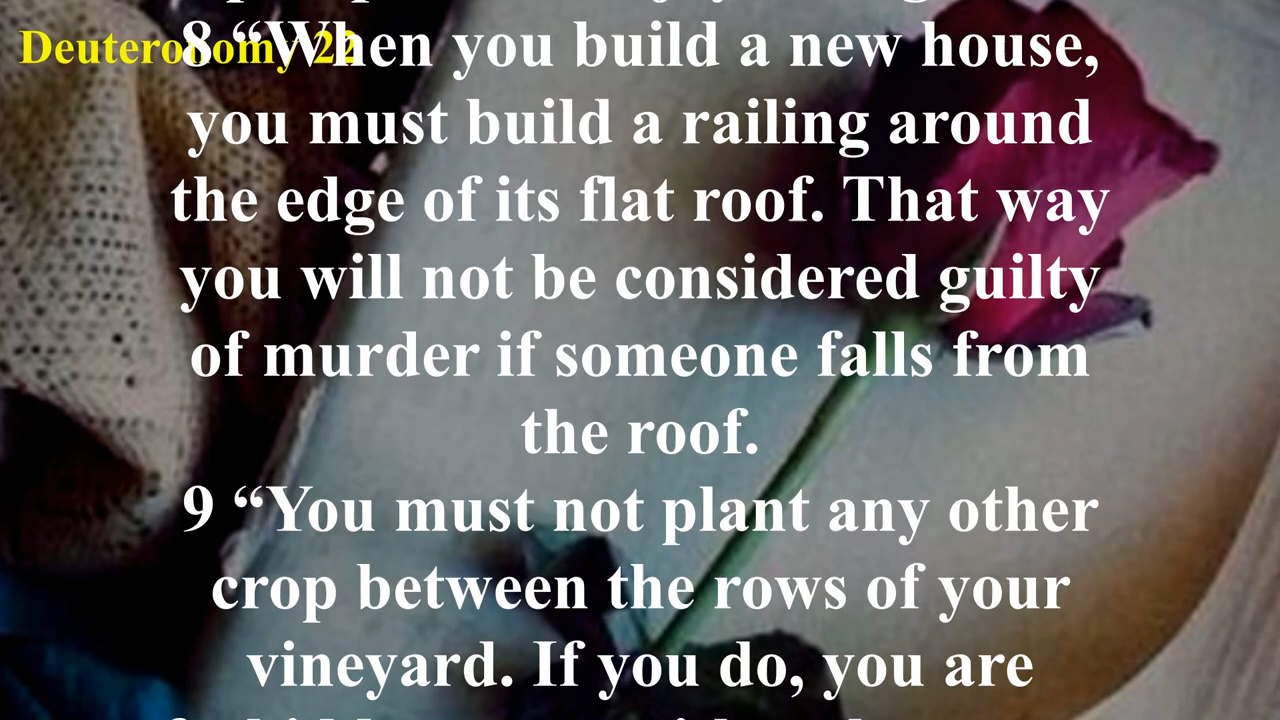 Deuteronomy 22
8 “When you build a new house,
you must build a railing around
the edge of its flat roof. That way
you will not be considered guilty
of murder if someone falls from
the roof.
9 “You must not plant any other
crop between the rows of your
vineyard. If you do, you are